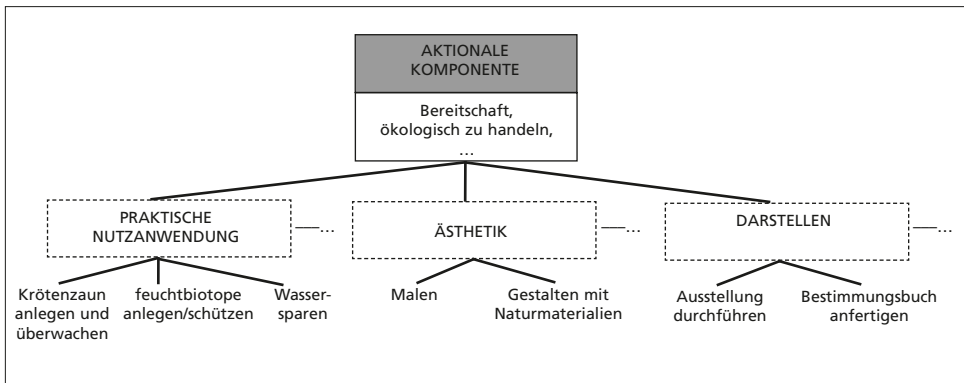 AKTIONALE
KOMPONENTE
Bereitschaft,
ökologisch zu handeln,
...
PRAKTISCHE
NUTZANWENDUNG
...
ÄSTHETIK
...
DARSTELLEN
...
Krötenzaun
anlegen und
überwachen
feuchtbiotope
anlegen/schützen
Wasser-
sparen
Malen
Gestalten mit
Naturmaterialien
Ausstellung
durchführen
Bestimmungsbuch
anfertigen